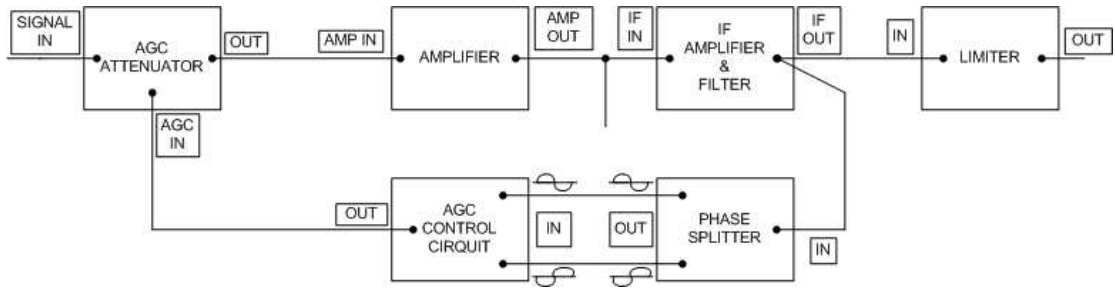 SIGNAL
IN
AGC
ATTENUATOR
OUT
AMP IN
AMPLIFIER
AMP
OUT
IF
IN
IF
AMPLIFIER
&
FILTER
IF
OUT
IN
LIMITER
OUT
AGC
IN
OUT
AGC
CONTROL
CIRQUIT
IN
OUT
PHASE
SPLITTER
IN